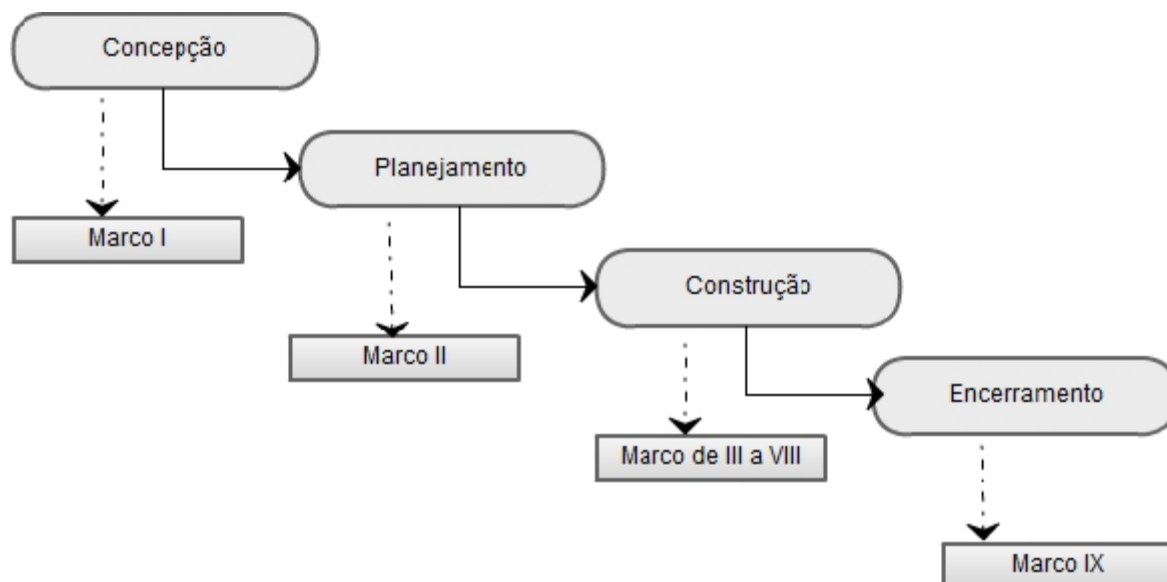 Concepção
Planejamento
Marco I
Construção
Marco II
Encerramento
Marco de III a VIII
Marco IX